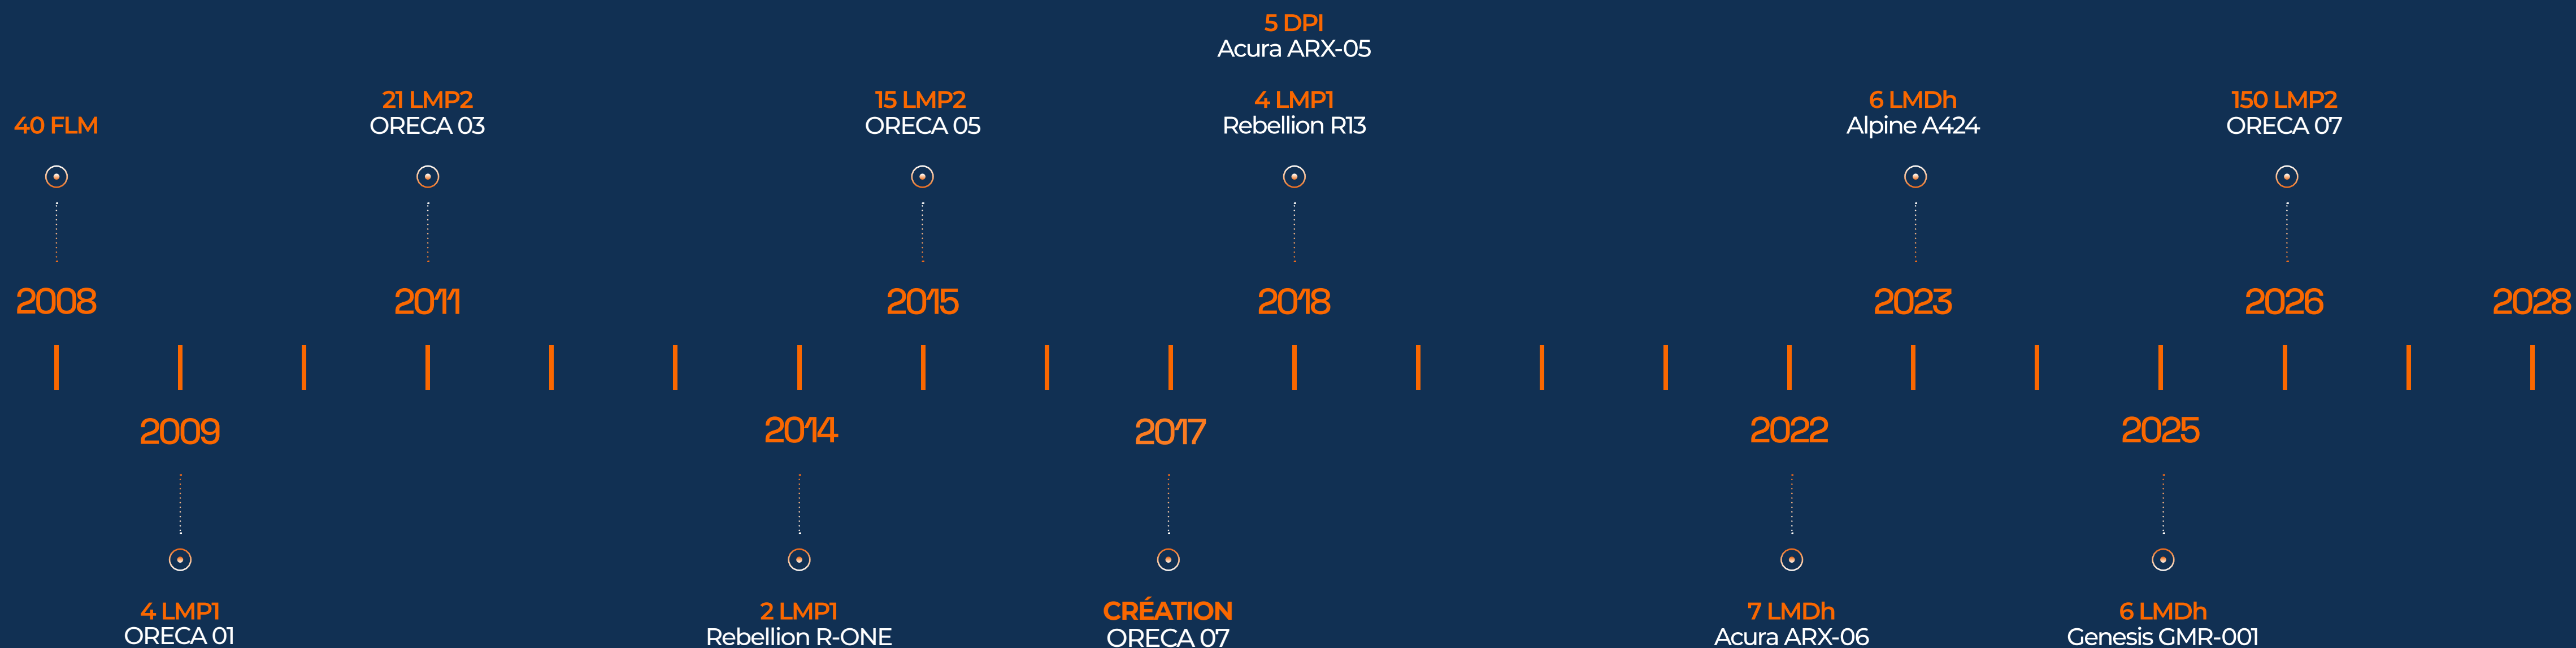 5 DPI
Acura ARX-05
40 FLM
21 LMP2
ORECA 03
15 LMP2
ORECA 05
4 LMP1
Rebellion R13
6 LMDh
Alpine A424
150 LMP2
ORECA 07
2008
2011
2015
2018
2023
2026
2028
2009
2014
2017
2022
2025
4 LMP1
ORECA 01
2 LMP1
Rebellion R-ONE
CRÉATION
ORECA 07
7 LMDh
Acura ARX-06
6 LMDh
Genesis GMR-001